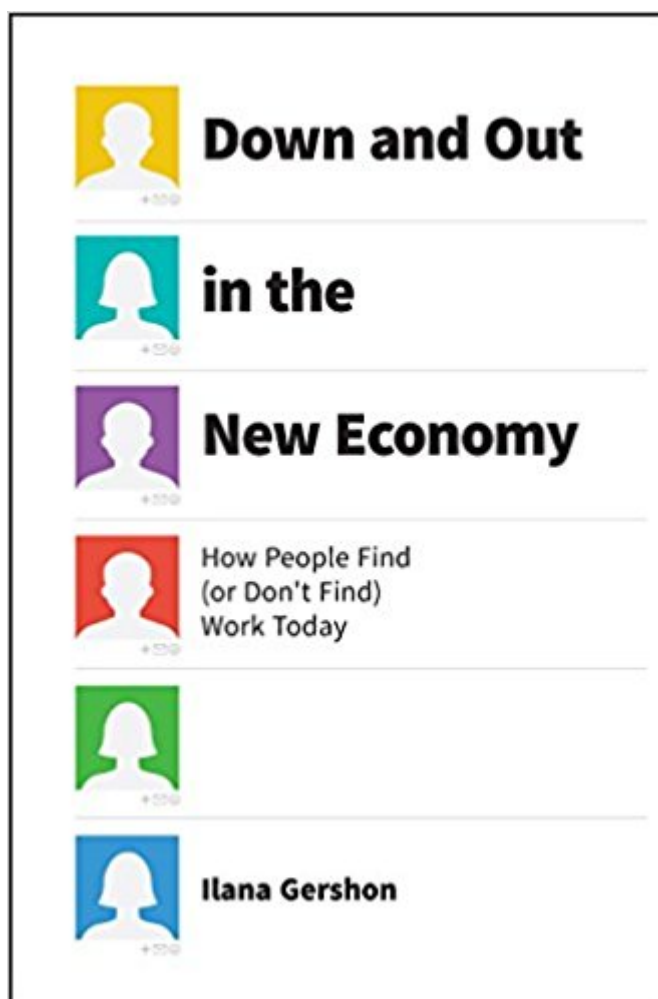 Down and Out
in the
New Economy
How People Find
(or Don't Find)
Work Today
Ilana Gershon